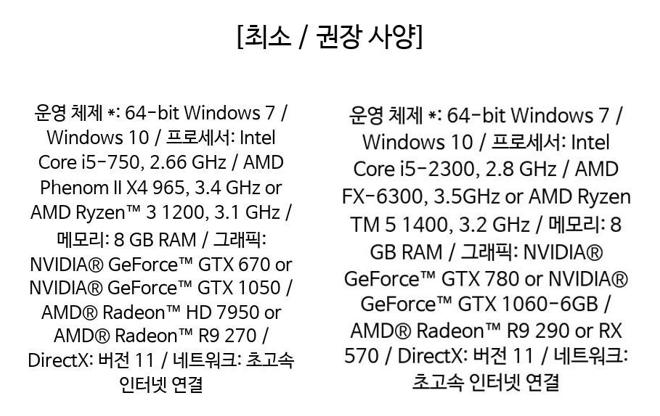 [최소 / 권장 사양]
운영 체제 *: 64-bit Windows 7 /
Windows 10 / 프로세서: Intel
Core i5-750, 2.66 GHz / AMD
Phenom II X4 965, 3.4 GHz or
AMD Ryzen™ 3 1200, 3.1 GHz /
메모리: 8 GB RAM / 그래픽:
NVIDIA® GeForce™ GTX 670 or
NVIDIA® GeForce™ GTX 1050 /
AMD® Radeon™ HD 7950 or
AMD® Radeon™ R9 270 /
DirectX: 버전 11 / 네트워크: 초고속
인터넷 연결
운영 체제 *: 64-bit Windows 7 /
Windows 10 / 프로세서: Intel
Core i5-2300, 2.8 GHz / AMD
FX-6300, 3.5GHz or AMD Ryzen
TM 5 1400, 3.2 GHz / 메모리: 8
GB RAM / 그래픽: NVIDIA®
GeForce™ GTX 780 or NVIDIA®
GeForce™ GTX 1060-6GB /
AMD® Radeon™ R9 290 or RX
570 / DirectX: 버전 11 / 네트워크:
초고속 인터넷 연결